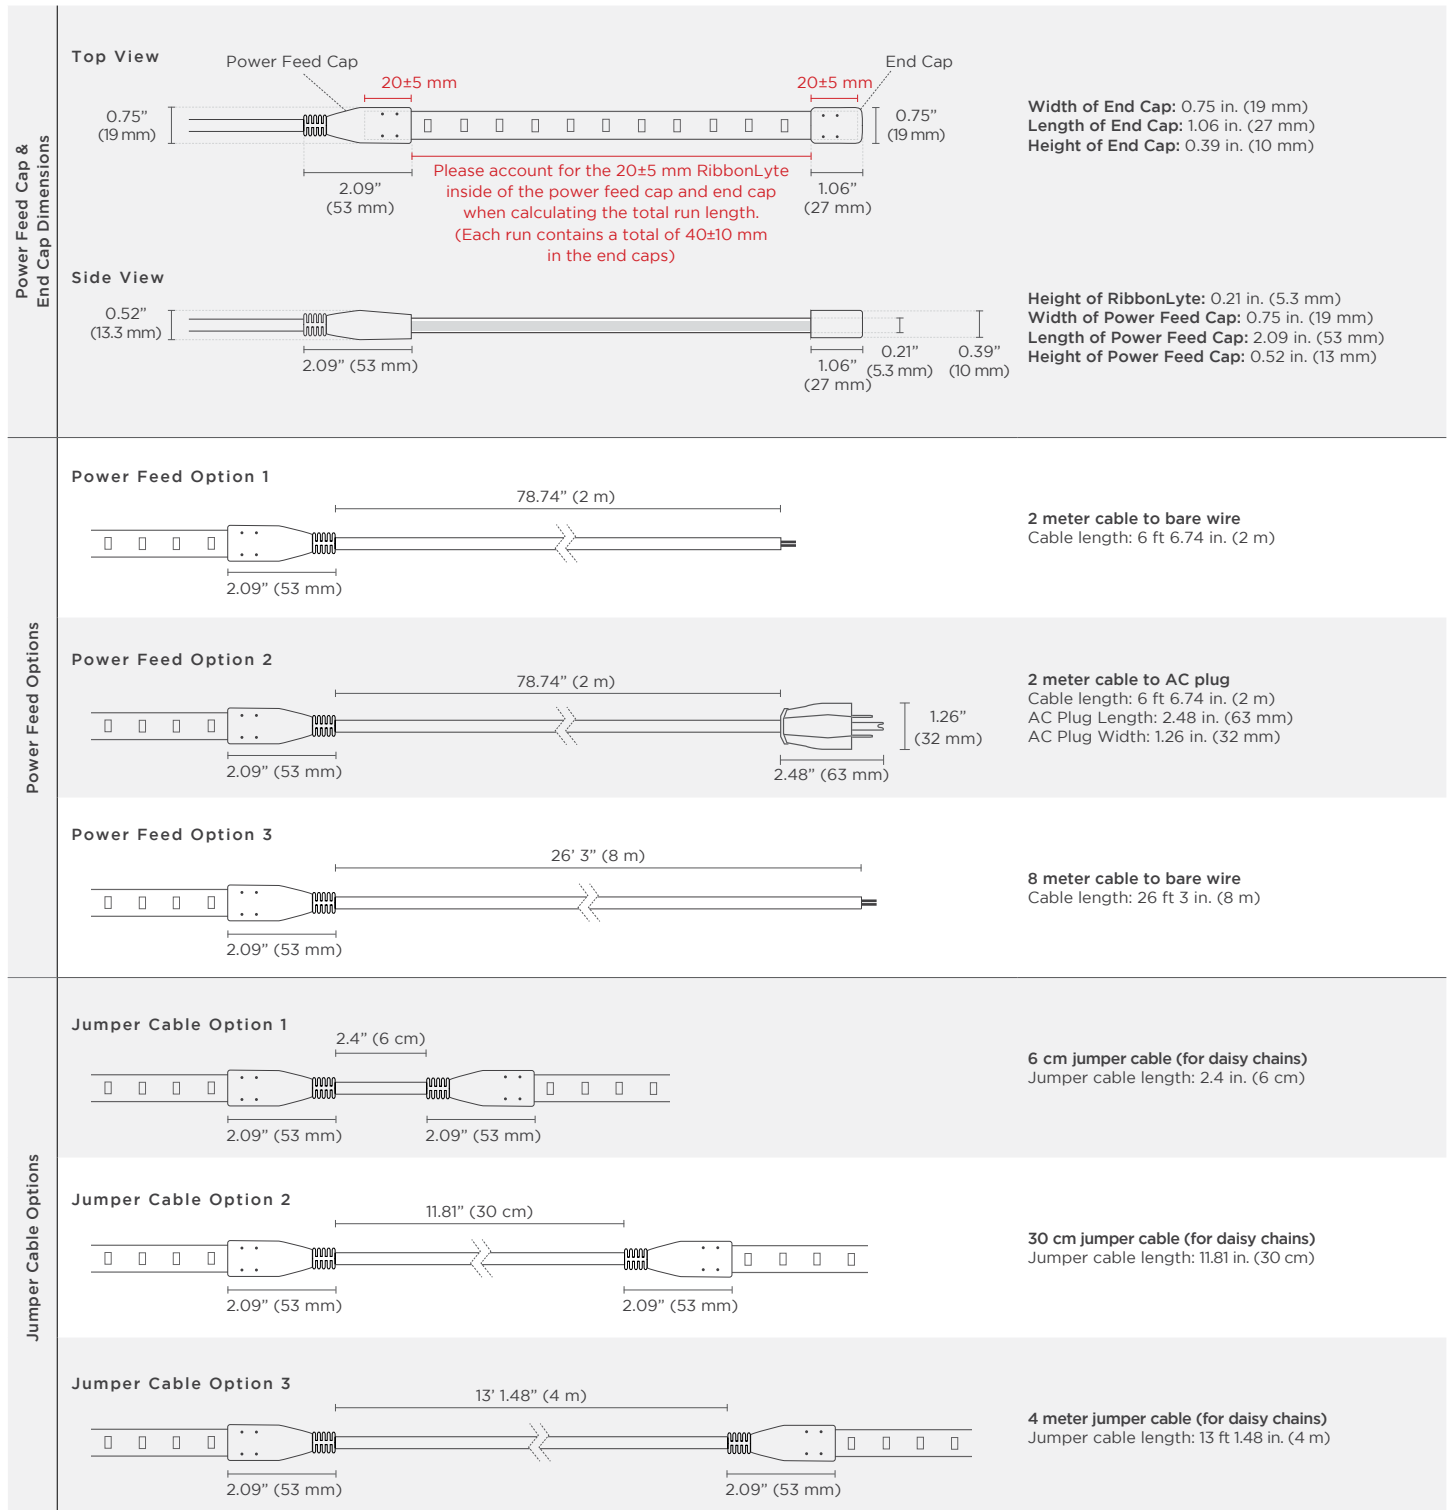 Power Feed Cap &
End Cap Dimensions
Top View
Power Feed Cap
End Cap
20±5 mm
20±5 mm
0.75”
(19 mm)
0.75”
(19 mm)
2.09”
(53 mm)
Please account for the 20±5 mm RibbonLyte
inside of the power feed cap and end cap
when calculating the total run length.
(Each run contains a total of 40±10 mm
in the end caps)
1.06”
(27 mm)
Width of End Cap: 0.75 in. (19 mm)
Length of End Cap: 1.06 in. (27 mm)
Height of End Cap: 0.39 in. (10 mm)
Side View
0.52”
(13.3 mm)
2.09” (53 mm)
1.06”
(27 mm)
0.21”
(5.3 mm)
0.39”
(10 mm)
Height of RibbonLyte: 0.21 in. (5.3 mm)
Width of Power Feed Cap: 0.75 in. (19 mm)
Length of Power Feed Cap: 2.09 in. (53 mm)
Height of Power Feed Cap: 0.52 in. (13 mm)
Power Feed Options
Power Feed Option 1
78.74” (2 m)
2.09” (53 mm)
2 meter cable to bare wire
Cable length: 6 ft 6.74 in. (2 m)
Power Feed Option 2
78.74” (2 m)
1.26”
(32 mm)
2.09” (53 mm)
2.48” (63 mm)
2 meter cable to AC plug
Cable length: 6 ft 6.74 in. (2 m)
AC Plug Length: 2.48 in. (63 mm)
AC Plug Width: 1.26 in. (32 mm)
Power Feed Option 3
26’ 3” (8 m)
2.09” (53 mm)
8 meter cable to bare wire
Cable length: 26 ft 3 in. (8 m)
Jumper Cable Options
Jumper Cable Option 1
2.4” (6 cm)
2.09” (53 mm)
2.09” (53 mm)
6 cm jumper cable (for daisy chains)
Jumper cable length: 2.4 in. (6 cm)
Jumper Cable Option 2
11.81” (30 cm)
2.09” (53 mm)
2.09” (53 mm)
30 cm jumper cable (for daisy chains)
Jumper cable length: 11.81 in. (30 cm)
Jumper Cable Option 3
13’ 1.48” (4 m)
2.09” (53 mm)
2.09” (53 mm)
4 meter jumper cable (for daisy chains)
Jumper cable length: 13 ft 1.48 in. (4 m)